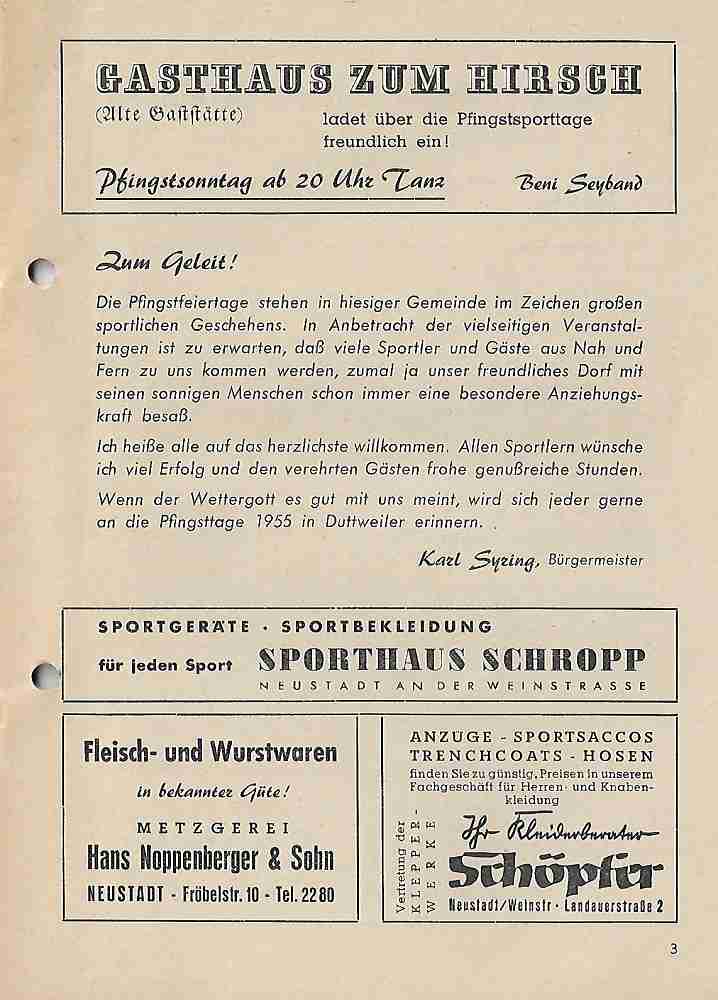 GASTHAUS ZUM HIRSCH
(Alte Gaststätte)
ladet über die Pfingstsporttage
freundlich ein!
Pfingstsonntag ab 20 Uhr Tanz
Beni Seyband
Zum Geleit!
Die Pfingstfeiertage stehen in hiesiger Gemeinde im Zeichen großen
sportlichen Geschehens. In Anbetracht der vielseitigen Veranstal-
tungen ist zu erwarten, daß viele Sportler und Gäste aus Nah und
Fern zu uns kommen werden, zumal ja unser freundliches Dorf mit
seinen sonnigen Menschen schon immer eine besondere Anziehungs-
kraft besaß.
Ich heiße alle auf das herzlichste willkommen. Allen Sportlern wünsche
ich viel Erfolg und den verehrten Gästen frohe genußreiche Stunden.
Wenn der Wettergott es gut mit uns meint, wird sich jeder gerne
an die Pfingsttage 1955 in Duttweiler erinnern.
Karl Syring, Bürgermeister
SPORTGERÄTE · SPORTBEKLEIDUNG
für jeden Sport SPORTHAUS SCHROPP
NEUSTADT AN DER WEINSTRASSE
Fleisch- und Wurstwaren
in bekannter Güte!
METZGEREI
Hans Noppenberger & Sohn
NEUSTADT - Fröbelstr. 10 - Tel. 2280
ANZÜGE - SPORTSACCOS
TRENCHCOATS - HOSEN
finden Sie zu günstig. Preisen in unserem
Fachgeschäft für Herren- und Knaben-
kleidung
Vertretung der
KLEPPER-
WERKE
Ihr Kleiderberater
Schöpfer
Neustadt/Weinstr · Landauerstraße 2
3